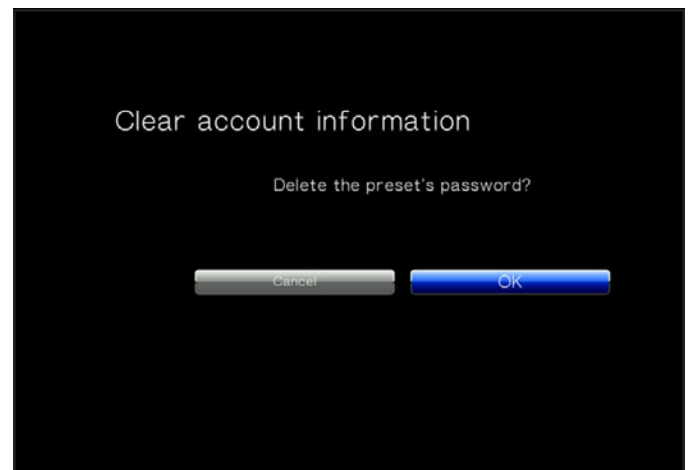 Clear account information
Delete the preset's password?
Cancel
OK